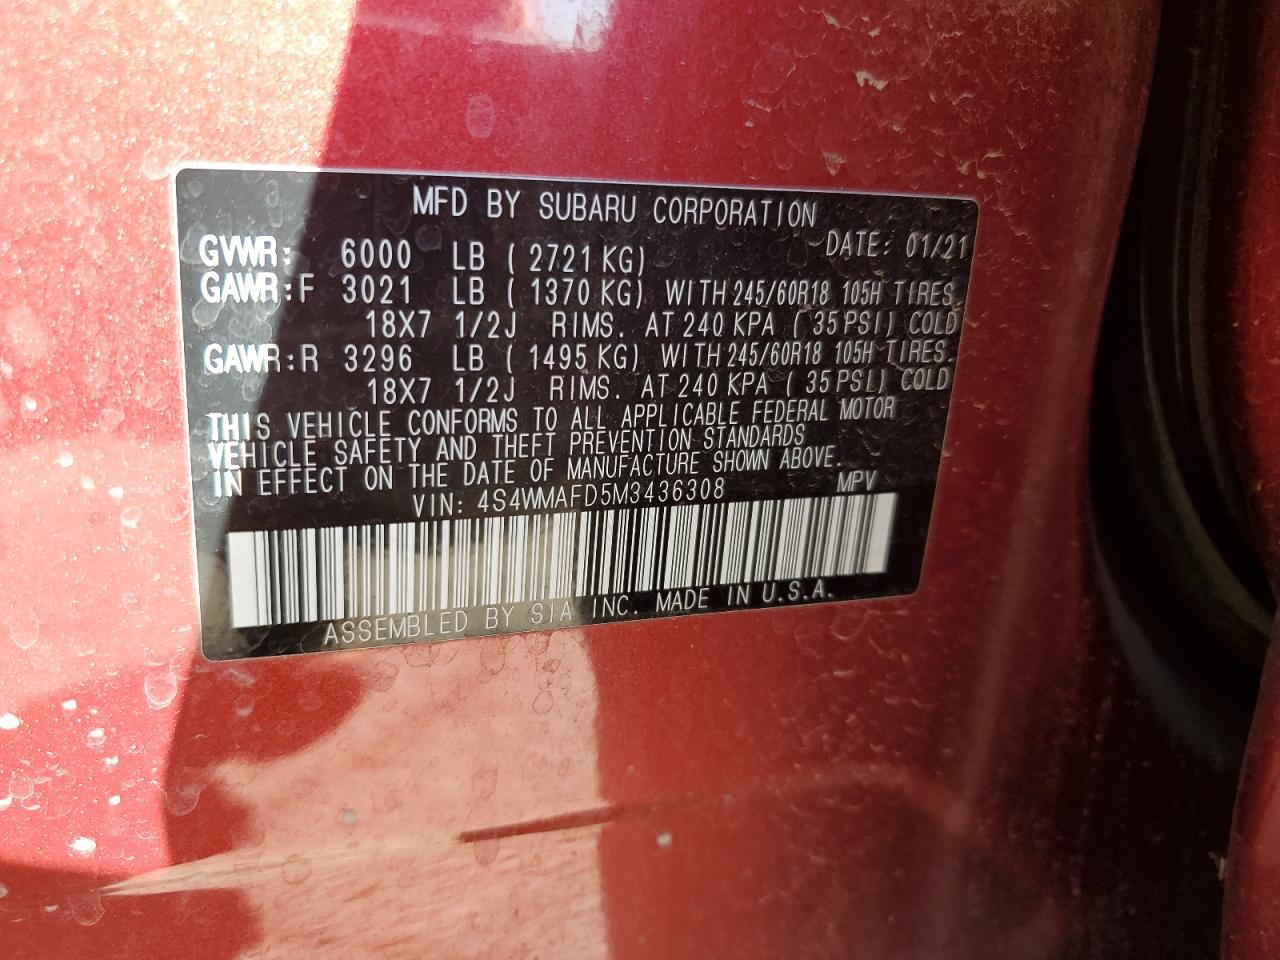 MFD BY SUBARU CORPORATION
DATE: 01/21
GVWR: 6000 LB ( 2721 KG)
GAWR:F 3021 LB ( 1370 KG) WITH 245/60R18 105H TIRES.
18X7 1/2J RIMS. AT 240 KPA ( 35 PSI) COLD
GAWR:R 3296 LB ( 1495 KG) WITH 245/60R18 105H TIRES.
18X7 1/2J RIMS. AT 240 KPA ( 35 PSI) COLD
THIS VEHICLE CONFORMS TO ALL APPLICABLE FEDERAL MOTOR
VEHICLE SAFETY AND THEFT PREVENTION STANDARDS
IN EFFECT ON THE DATE OF MANUFACTURE SHOWN ABOVE.
VIN: 4S4WMAFD5M3436308 MPV
ASSEMBLED BY SIA INC. MADE IN U.S.A.